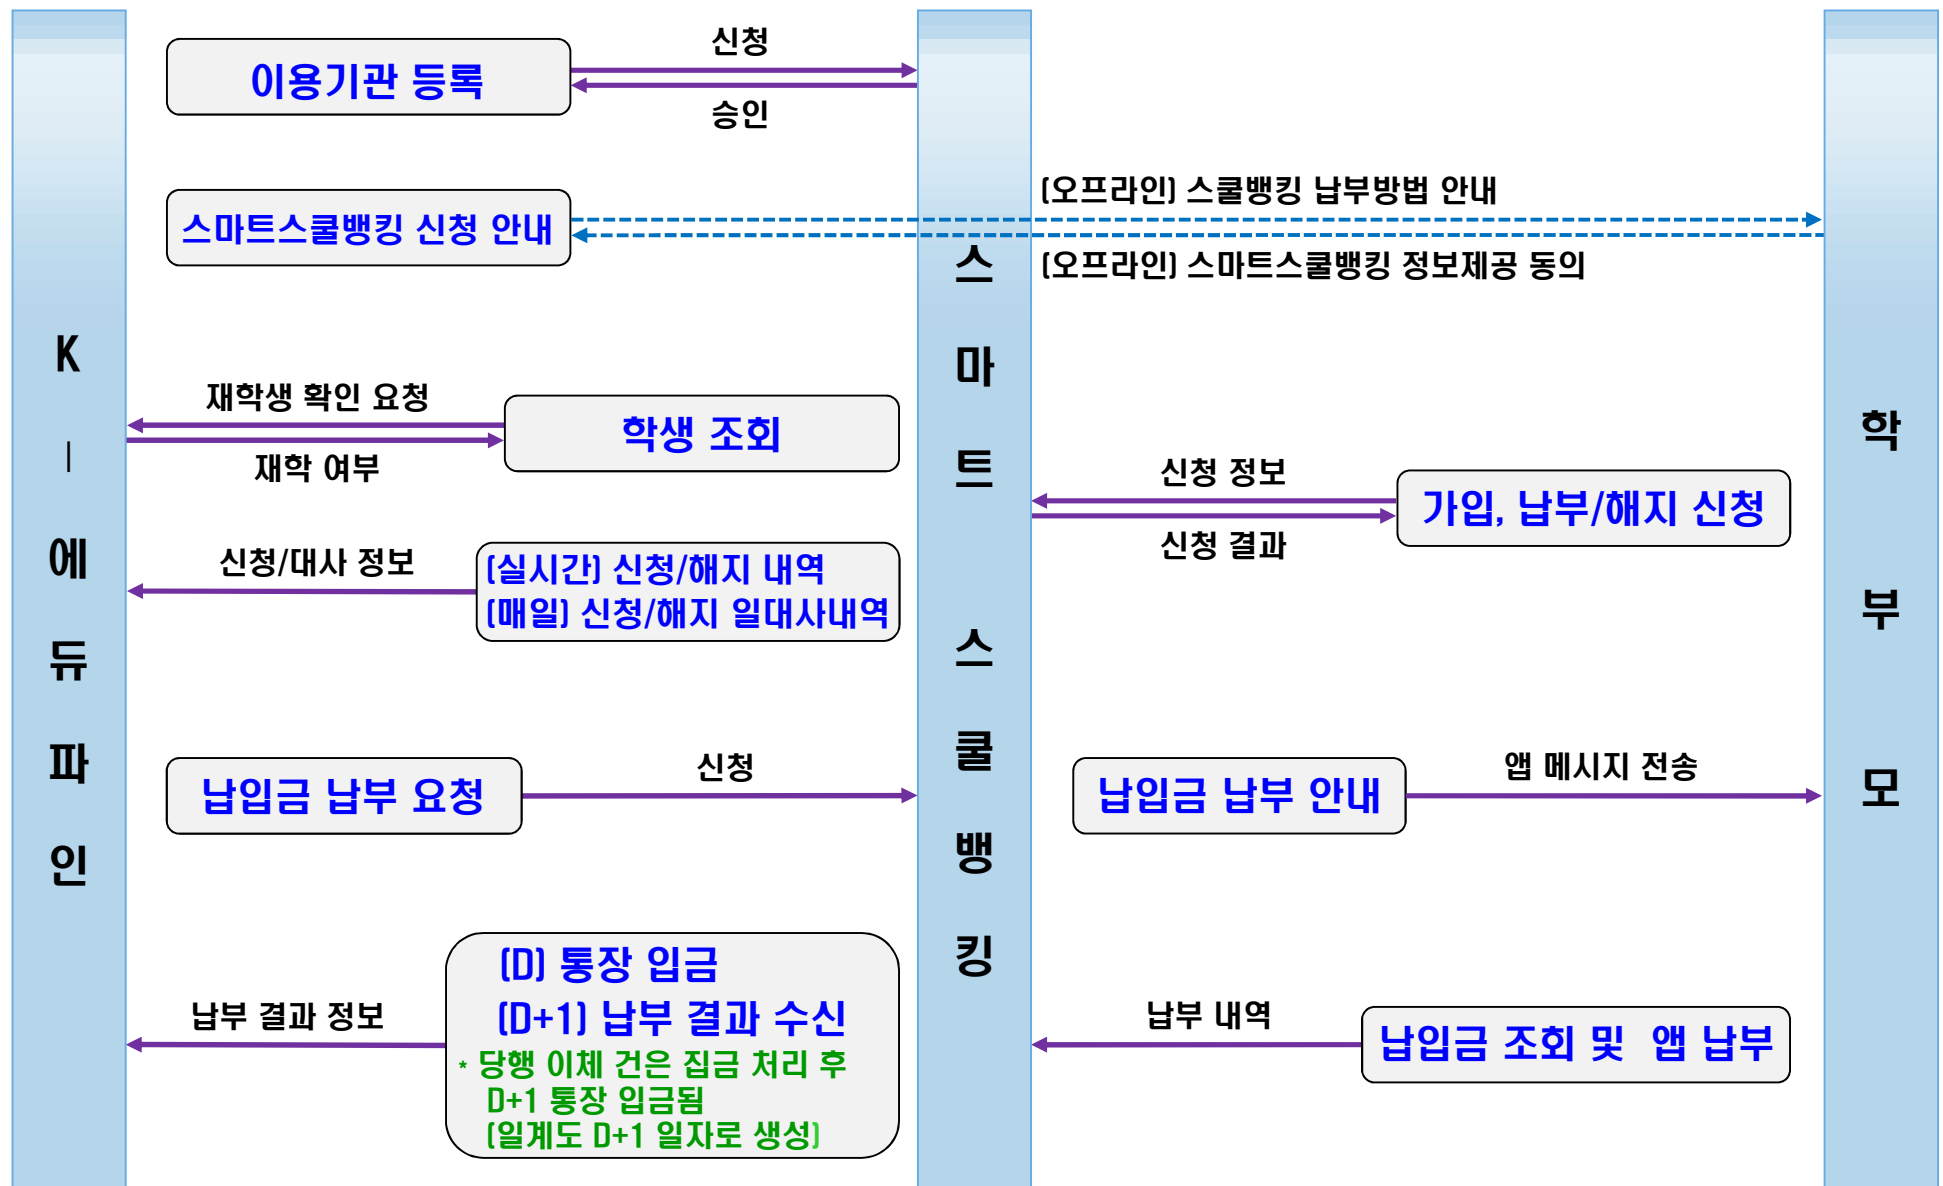 신청
이용기관 등록
승인
(오프라인) 스쿨뱅킹 납부방법 안내
스마트스쿨뱅킹 신청 안내
(오프라인) 스마트스쿨뱅킹 정보제공 동의
K-에듀파인
스마트 스쿨뱅킹
학부모
재학생 확인 요청
학생 조회
재학 여부
신청 정보
가입, 납부/해지 신청
신청 결과
신청/대사 정보
(실시간) 신청/해지 내역
(매일) 신청/해지 일대사내역
신청
납입금 납부 요청
앱 메시지 전송
납입금 납부 안내
(D) 통장 입금
(D+1) 납부 결과 수신
* 당행 이체 건은 집금 처리 후
D+1 통장 입금됨
(일계도 D+1 일자로 생성)
납부 결과 정보
납부 내역
납입금 조회 및 앱 납부